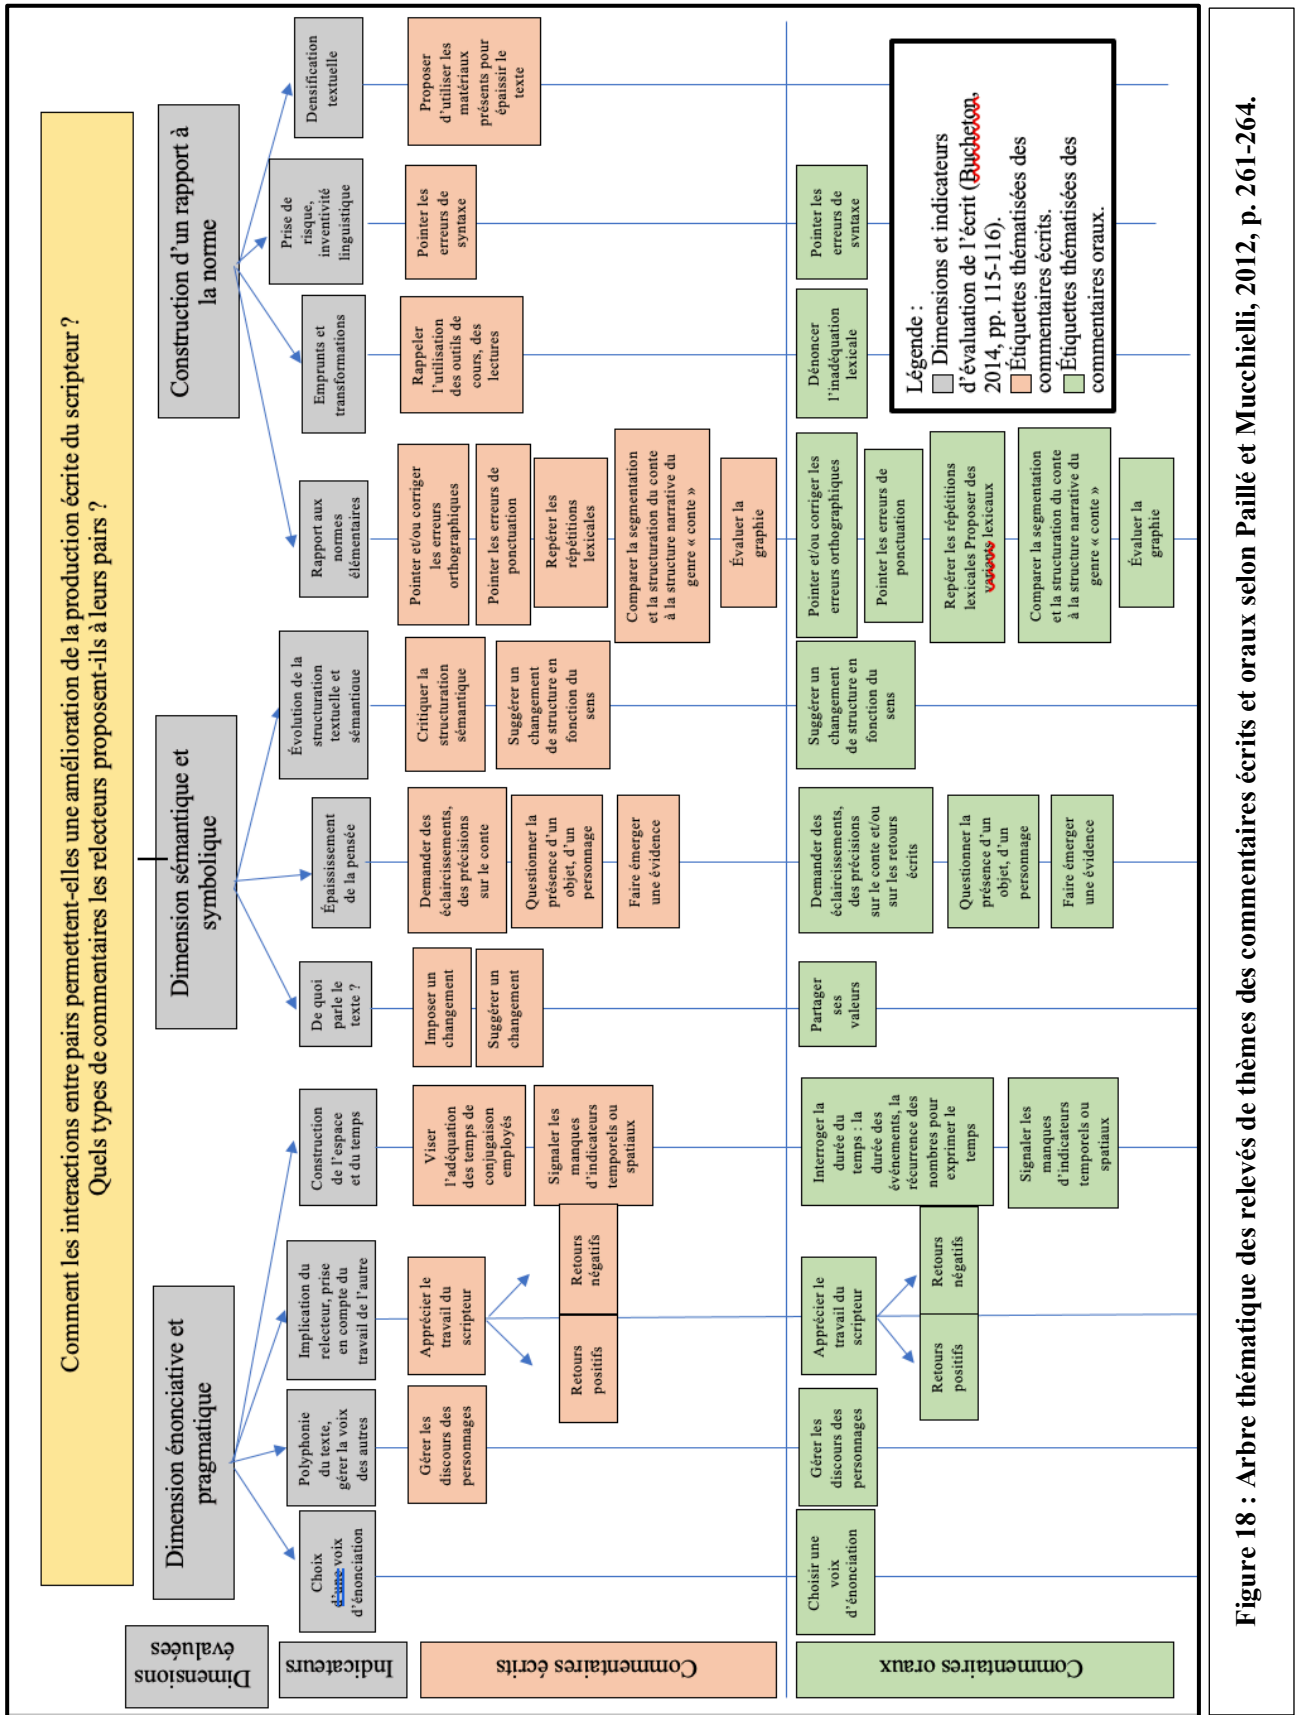 Comment les interactions entre pairs permettent-elles une amélioration de la production écrite du scripteur ?
Quels types de commentaires les relecteurs proposent-ils à leurs pairs ?
Dimensions
évaluées
Dimension énonciative et
pragmatique
Dimension sémantique et
symbolique
Construction d'un rapport à
la norme
Indicateurs
Choix
d'une voix
d'énonciation
Polyphonie
du texte,
gérer la voix
des autres
Implication du
relecteur, prise
en compte du
travail de l'autre
Construction
de l'espace
et du temps
De quoi
parle le
texte ?
Épaississement
de la pensée
Évolution de la
structuration
textuelle et
sémantique
Rapport aux
normes
élémentaires
Emprunts et
transformations
Prise de
risque,
inventivité
linguistique
Densification
textuelle
Commentaires écrits
Gérer les
discours des
personnages
Apprécier le
travail du
scripteur
Retours
positifs
Retours
négatifs
Viser
l'adéquation
des temps de
conjugaison
employés
Signaler les
manques
d'indicateurs
temporels ou
spatiaux
Imposer un
changement
Suggérer un
changement
Demander des
éclaircissements,
des précisions
sur le conte
Questionner la
présence d'un
objet, d'un
personnage
Faire émerger
une évidence
Critiquer la
structuration
sémantique
Suggérer un
changement
de structure en
fonction du
sens
Pointer et/ou corriger
les erreurs
orthographiques
Pointer les erreurs de
ponctuation
Repérer les
répétitions
lexicales
Comparer la segmentation
et la structuration du conte
à la structure narrative du
genre « conte »
Évaluer la
graphie
Rappeler
l'utilisation
des outils de
cours, des
lectures
Pointer les
erreurs de
syntaxe
Proposer
d'utiliser les
matériaux
présents pour
épaissir le
texte
Commentaires oraux
Choisir une
voix
d'énonciation
Gérer les
discours des
personnages
Apprécier le
travail du
scripteur
Retours
positifs
Retours
négatifs
Interroger la
durée du
temps : la
durée des
événements, la
récurrence des
nombres pour
exprimer le
temps
Signaler les
manques
d'indicateurs
temporels ou
spatiaux
Partager
ses
valeurs
Demander des
éclaircissements,
des précisions
sur le conte et/ou
sur les retours
écrits
Questionner la
présence d'un
objet, d'un
personnage
Faire émerger
une évidence
Suggérer un
changement
de structure en
fonction du
sens
Pointer et/ou corriger les
erreurs orthographiques
Pointer les erreurs de
ponctuation
Repérer les répétitions
lexicales Proposer des
variants lexicaux
Comparer la segmentation
et la structuration du conte
à la structure narrative du
genre « conte »
Évaluer la
graphie
Dénoncer
l'inadéquation
lexicale
Pointer les
erreurs de
syntaxe
Légende :
Dimensions et indicateurs
d'évaluation de l'écrit (Bucheton,
2014, pp. 115-116).
Étiquettes thématisées des
commentaires écrits.
Étiquettes thématisées des
commentaires oraux.
Figure 18 : Arbre thématique des relevés de thèmes des commentaires écrits et oraux selon Paillé et Mucchielli, 2012, p. 261-264.